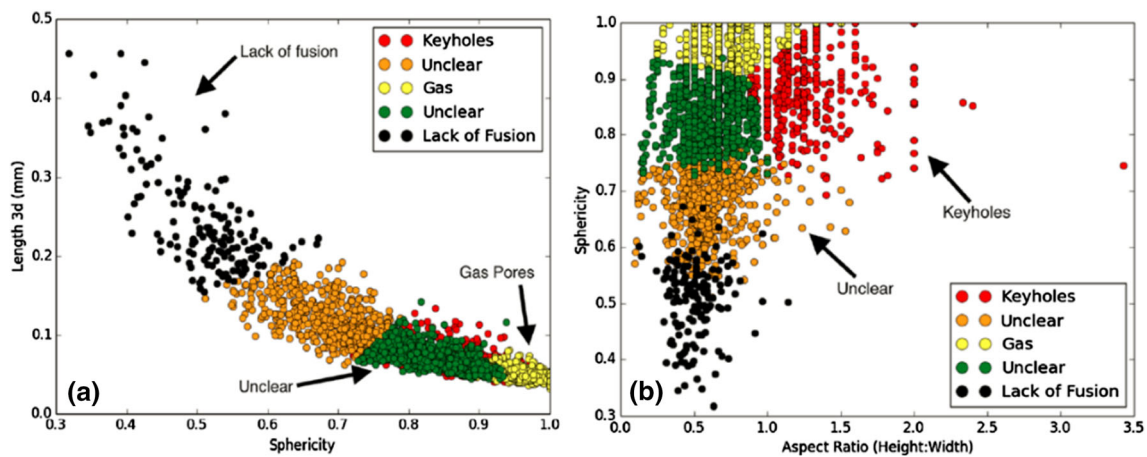 (a)
0.5
0.4
0.3
0.2
0.1
0.0
Length 3d (mm)
0.3 0.4 0.5 0.6 0.7 0.8 0.9 1.0
Sphericity
Lack of fusion
Gas Pores
Unclear
Keyholes
Unclear
Gas
Unclear
Lack of Fusion
(b)
1.0
0.9
0.8
0.7
0.6
0.5
0.4
0.3
Sphericity
0.0 0.5 1.0 1.5 2.0 2.5 3.0 3.5
Aspect Ratio (Height:Width)
Keyholes
Unclear
Keyholes
Unclear
Gas
Unclear
Lack of Fusion